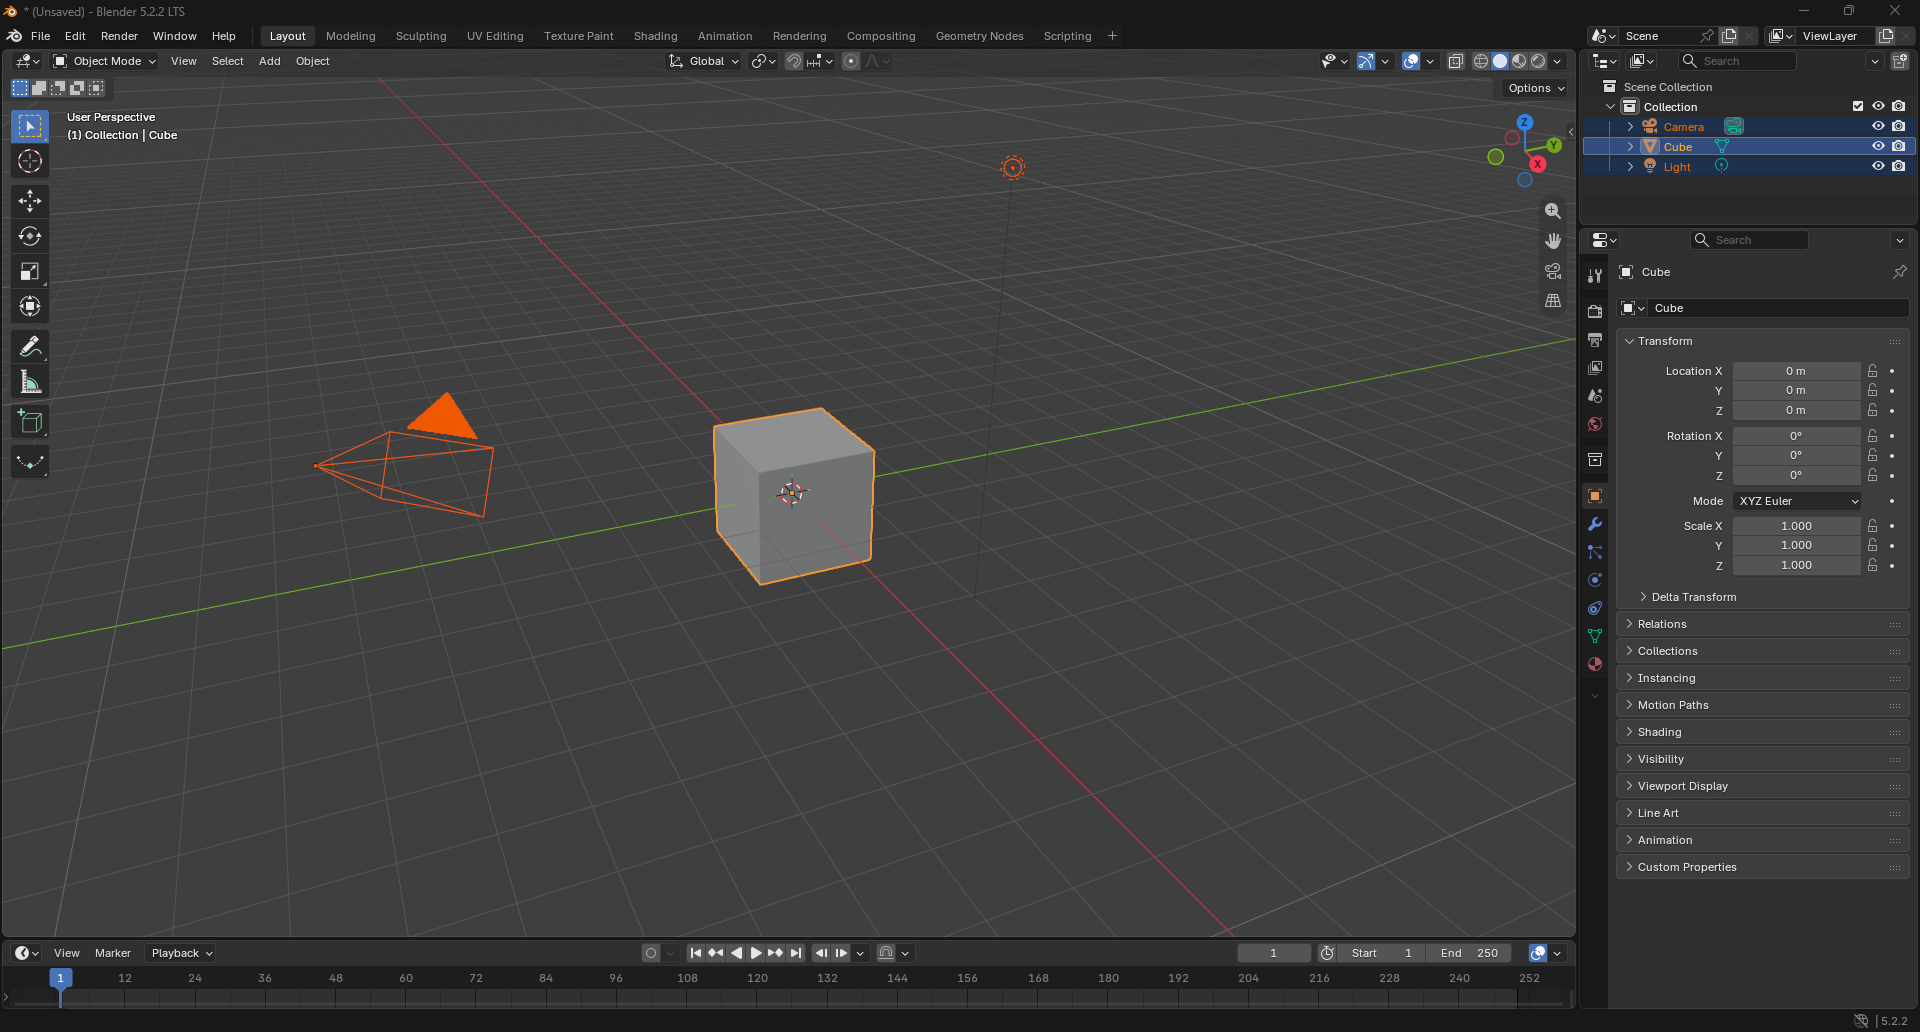 * (Unsaved) - Blender 5.2.2 LTS
File Edit Render Window Help Layout Modeling Sculpting UV Editing Texture Paint Shading Animation Rendering Compositing Geometry Nodes Scripting + Scene ViewLayer
Object Mode View Select Add Object Global Search
Options
User Perspective
(1) Collection | Cube
Z
Y
X
Scene Collection
Collection
Camera
Cube
Light
Search
Cube
Cube
Transform
Location X 0 m
Y 0 m
Z 0 m
Rotation X 0°
Y 0°
Z 0°
Mode XYZ Euler
Scale X 1.000
Y 1.000
Z 1.000
Delta Transform
Relations
Collections
Instancing
Motion Paths
Shading
Visibility
Viewport Display
Line Art
Animation
Custom Properties
View Marker Playback 1 Start 1 End 250
1 12 24 36 48 60 72 84 96 108 120 132 144 156 168 180 192 204 216 228 240 252
5.2.2